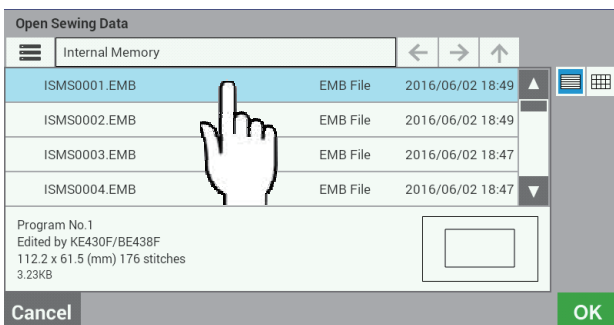 Open Sewing Data
Internal Memory
ISMS0001.EMB EMB File 2016/06/02 18:49
ISMS0002.EMB EMB File 2016/06/02 18:49
ISMS0003.EMB EMB File 2016/06/02 18:47
ISMS0004.EMB EMB File 2016/06/02 18:47
Program No.1
Edited by KE430F/BE438F
112.2 x 61.5 (mm) 176 stitches
3.23KB
Cancel OK